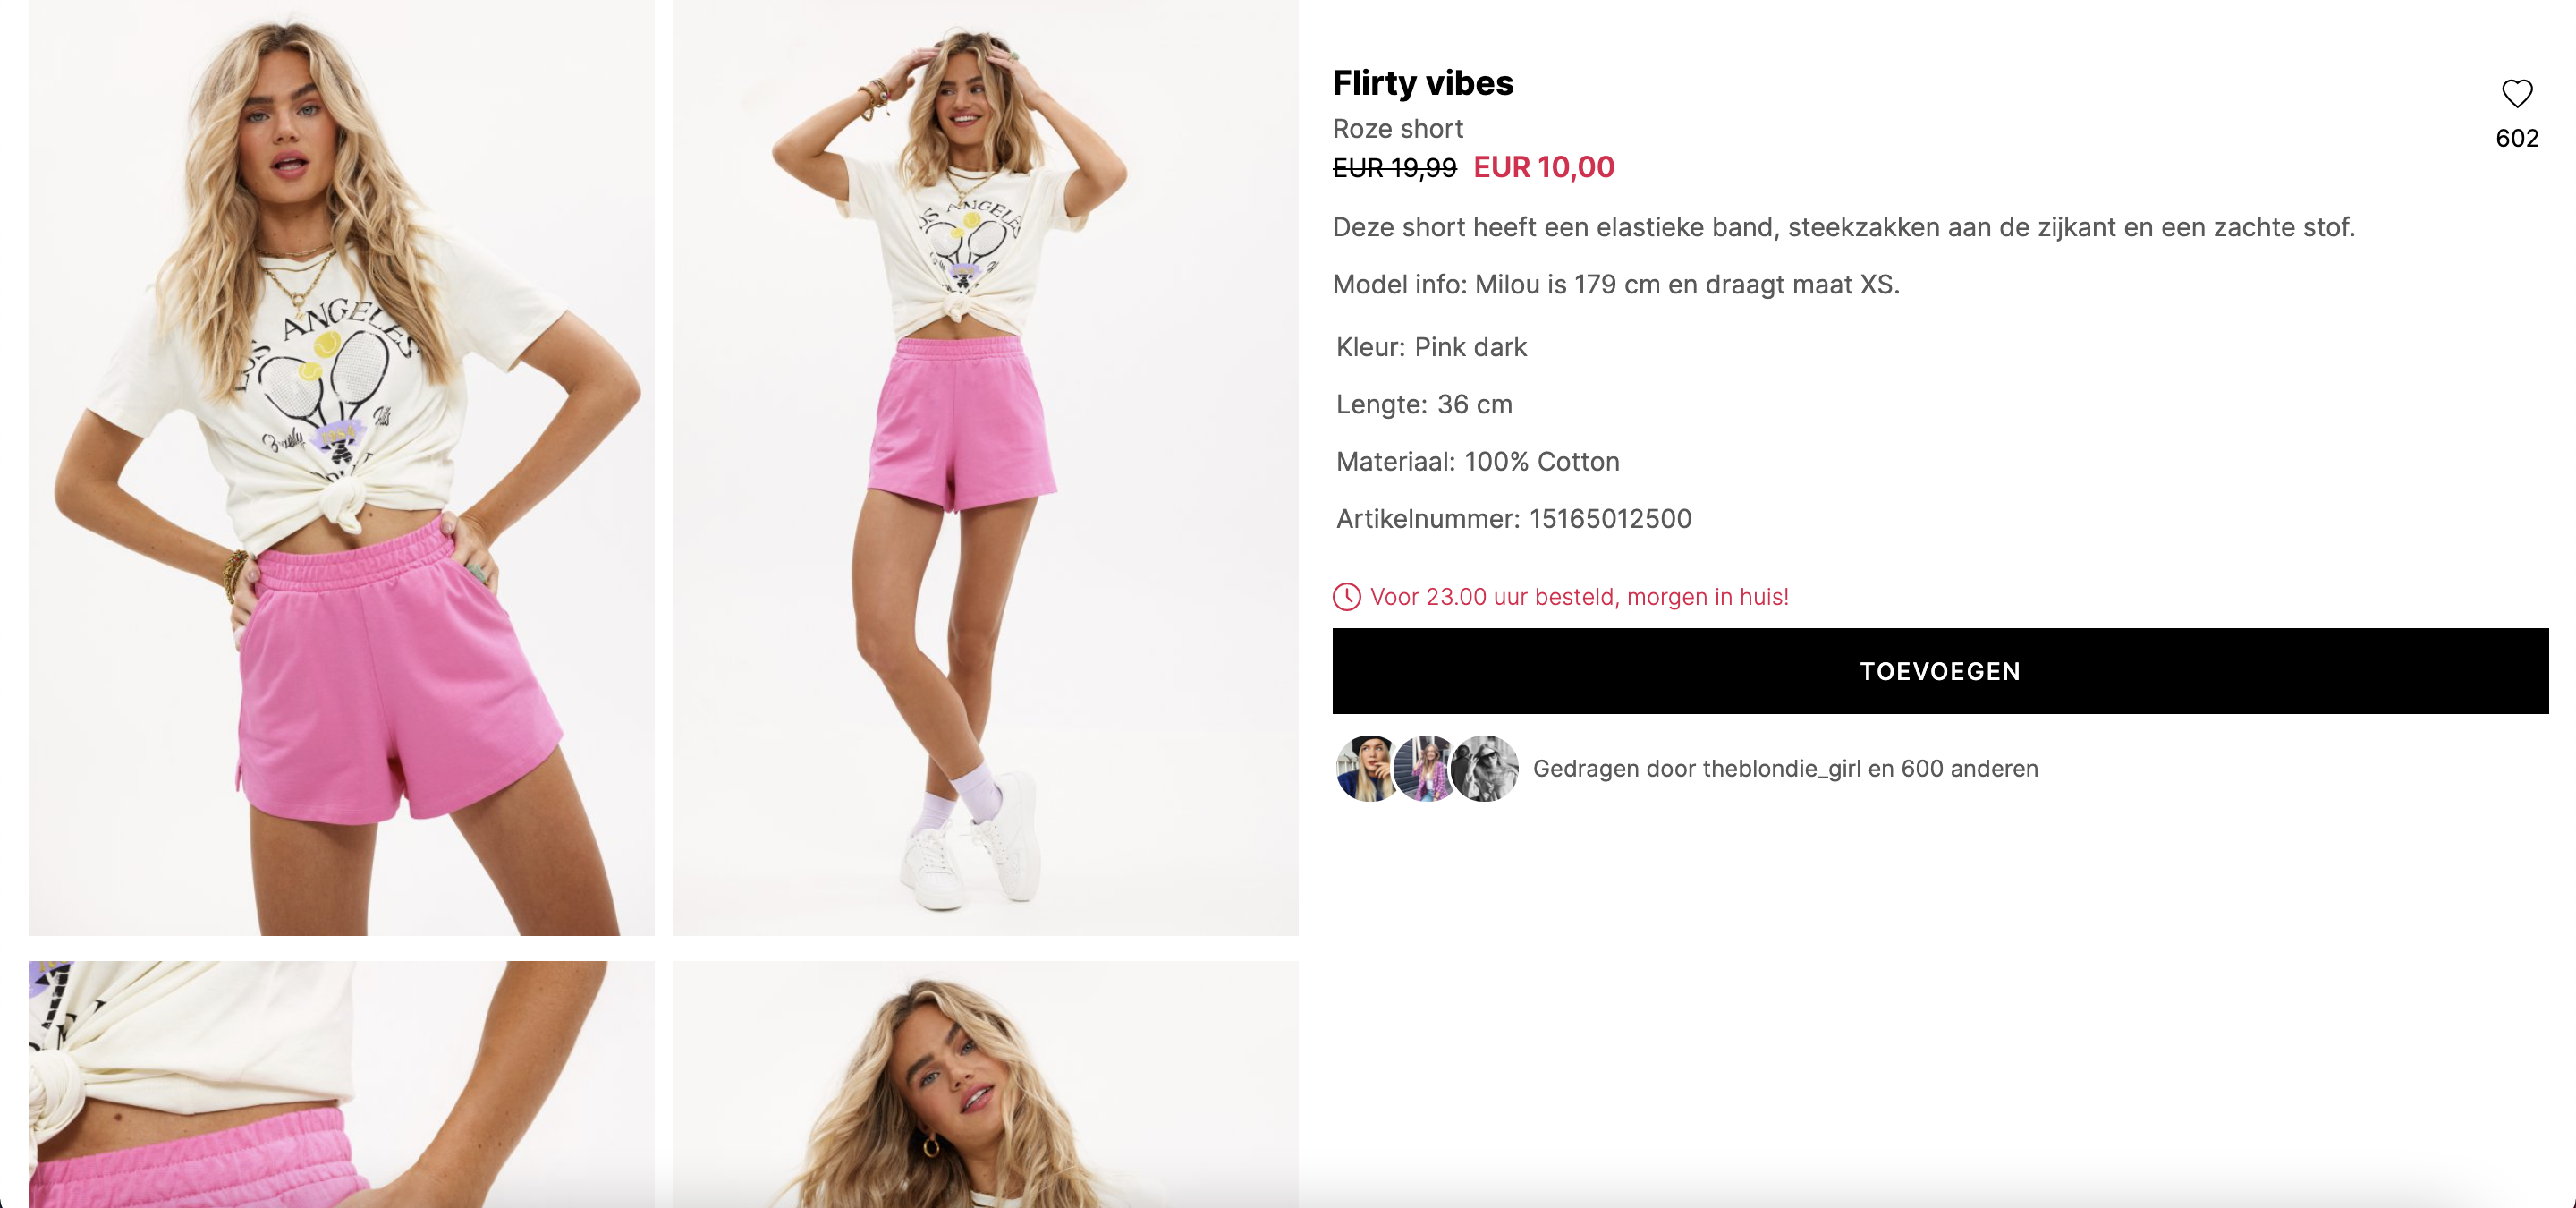 LOS ANGELES
Beverly Hills
1984
LOS ANGELES
Flirty vibes
602
Roze short
EUR 19,99 EUR 10,00
Deze short heeft een elastieke band, steekzakken aan de zijkant en een zachte stof.
Model info: Milou is 179 cm en draagt maat XS.
Kleur: Pink dark
Lengte: 36 cm
Materiaal: 100% Cotton
Artikelnummer: 15165012500
Voor 23.00 uur besteld, morgen in huis!
TOEVOEGEN
Gedragen door theblondie_girl en 600 anderen